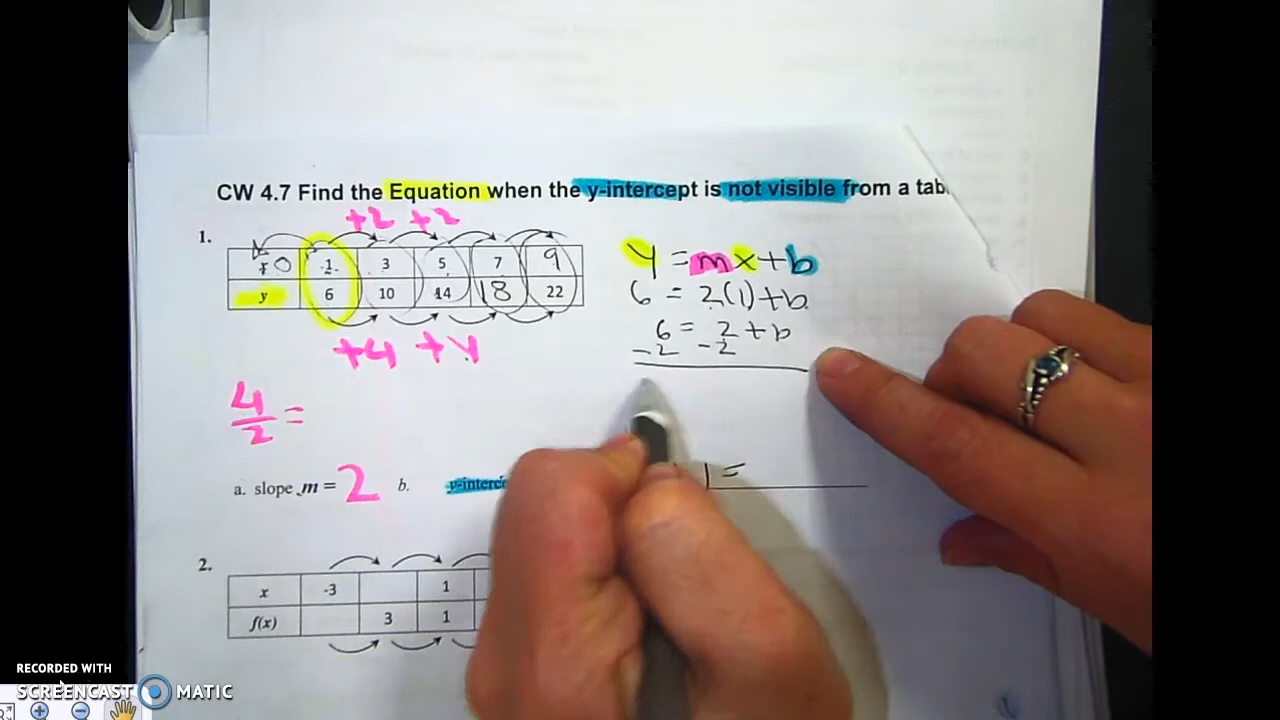 CW 4.7 Find the Equation when the y-intercept is not visible from a tab
+2 +2
1.
0 1 3 5 7 9
y 6 10 14 18 22
+4 +4
y = mx+b
6 = 2(1)+b
6 = 2+b
-2 -2
4/2 =
a. slope m = 2 b. y-interc
=
2.
x -3 1
f(x) 3 1
RECORDED WITH
SCREENCAST MATIC